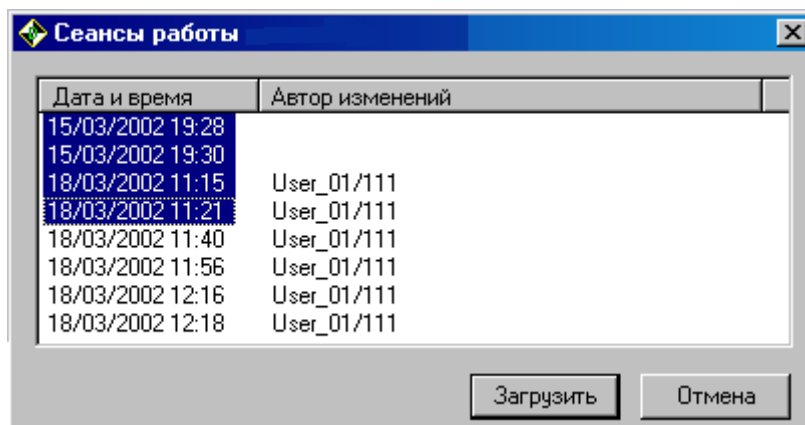 Сеансы работы
Дата и время Автор изменений
15/03/2002 19:28
15/03/2002 19:30
18/03/2002 11:15 User_01/111
18/03/2002 11:21 User_01/111
18/03/2002 11:40 User_01/111
18/03/2002 11:56 User_01/111
18/03/2002 12:16 User_01/111
18/03/2002 12:18 User_01/111
Загрузить Отмена